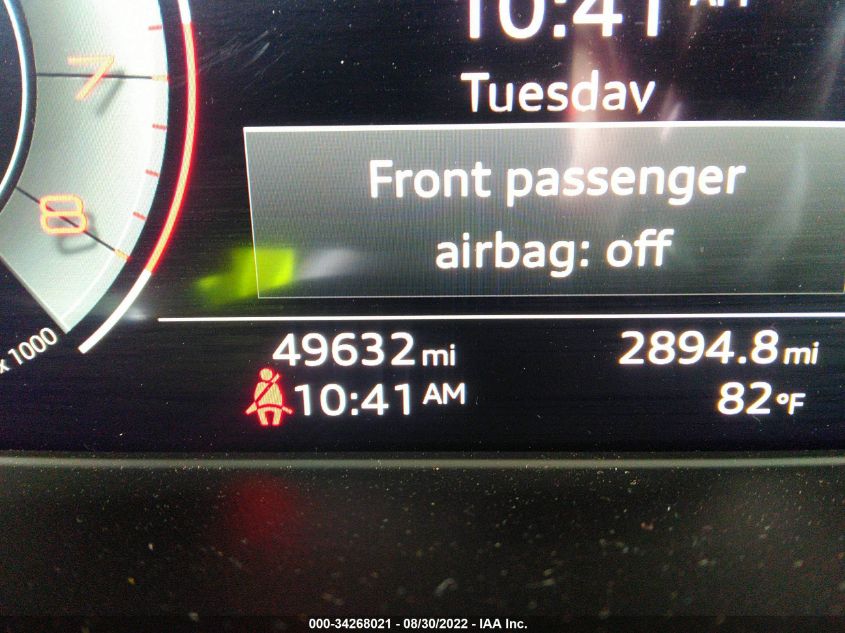 10:41 AM
Tuesday
7
Front passenger
airbag: off
8
x 1000
49632 mi 2894.8 mi
10:41 AM 82°F
000-34268021 - 08/30/2022 - IAA Inc.